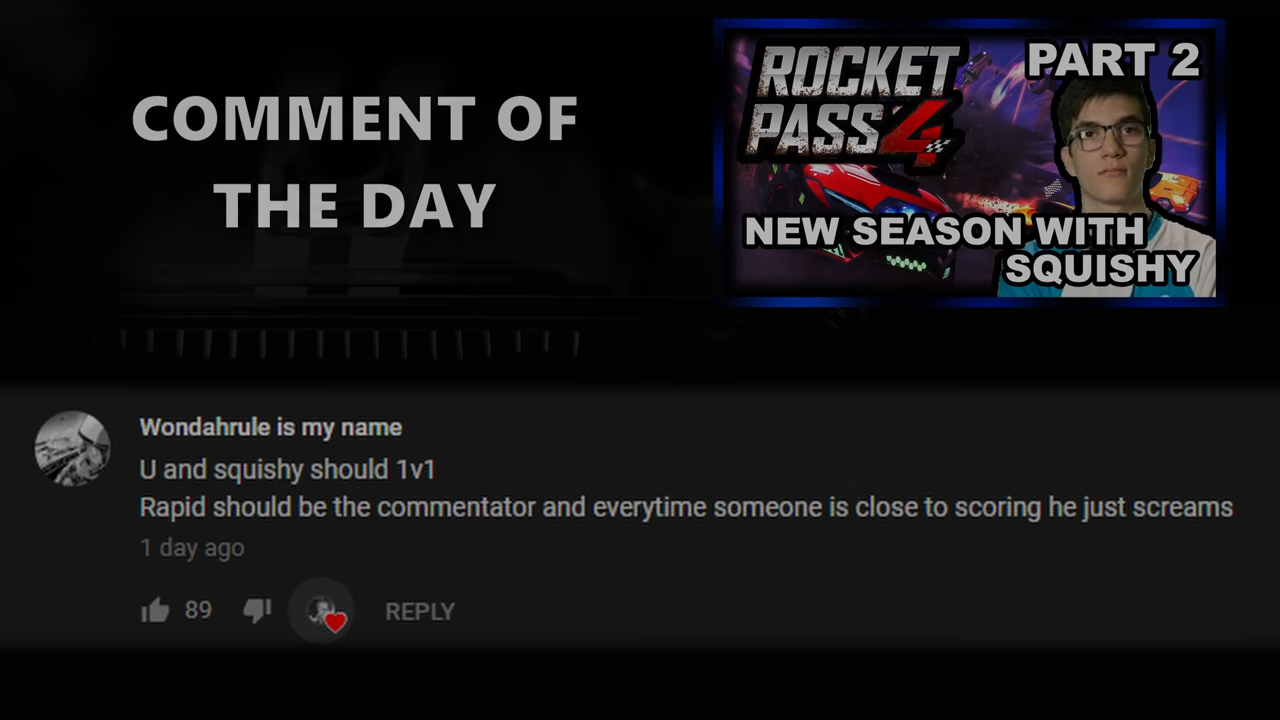 COMMENT OF
THE DAY
ROCKET
PASS 4
PART 2
NEW SEASON WITH
SQUISHY
Wondahrule is my name
U and squishy should 1v1
Rapid should be the commentator and everytime someone is close to scoring he just screams
1 day ago
89
REPLY